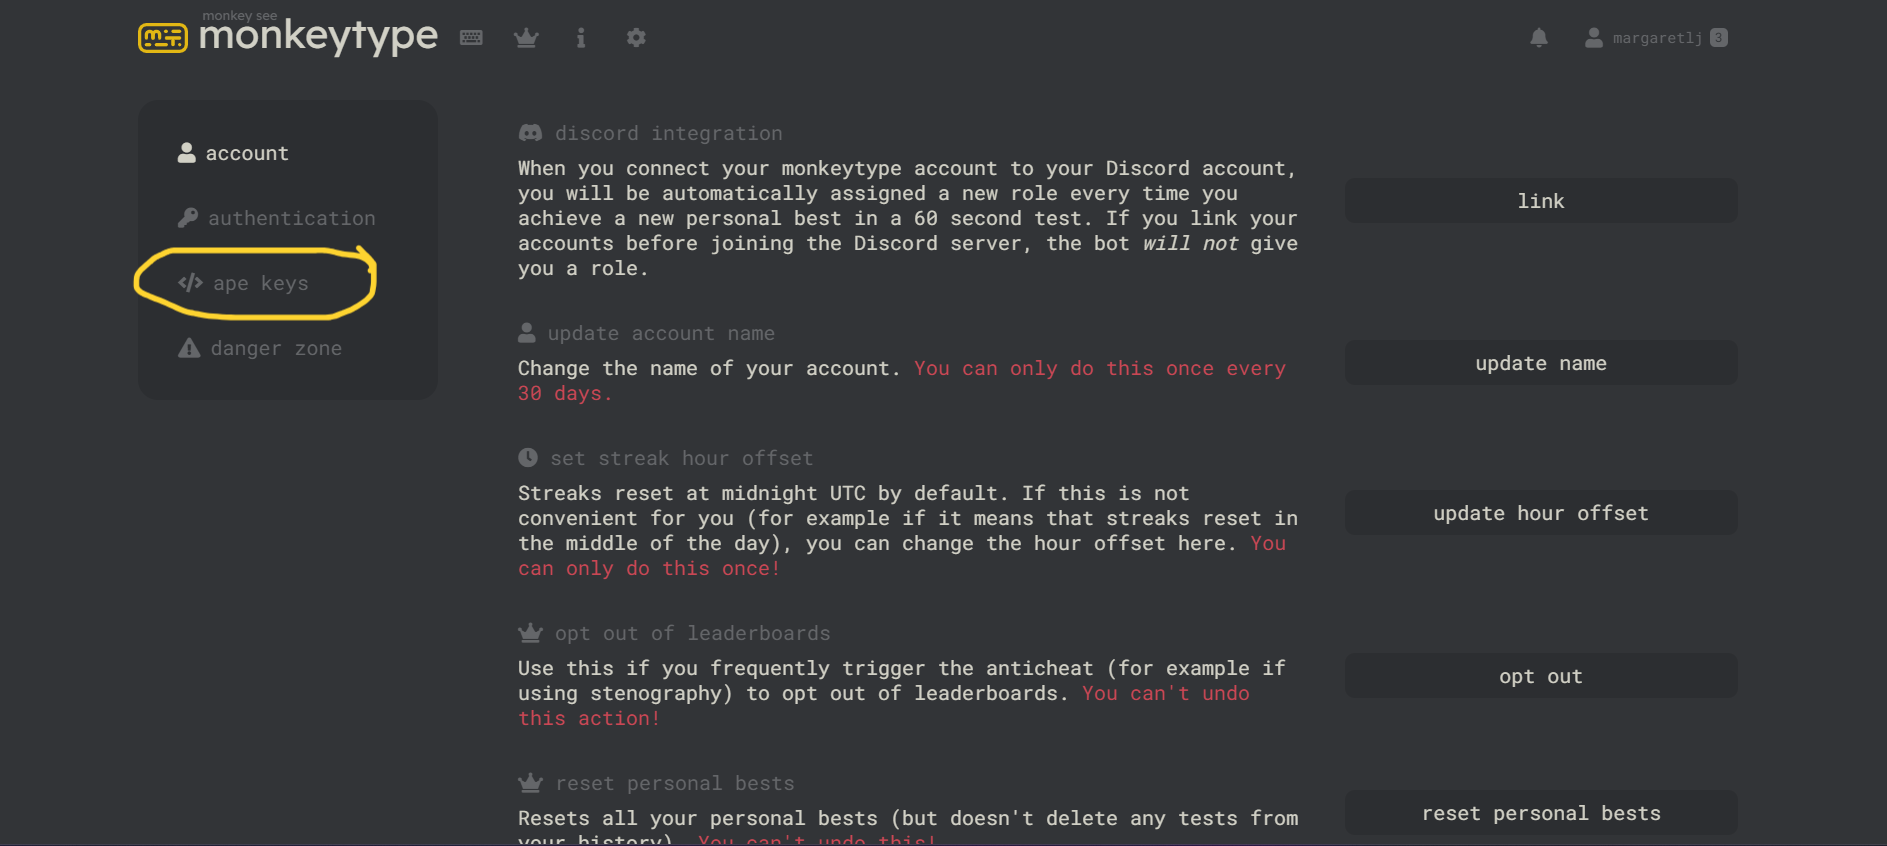 monkey see
monkeytype
margaretlj 3
account
authentication
ape keys
danger zone
discord integration
When you connect your monkeytype account to your Discord account,
you will be automatically assigned a new role every time you
achieve a new personal best in a 60 second test. If you link your
accounts before joining the Discord server, the bot will not give
you a role.
link
update account name
Change the name of your account. You can only do this once every
30 days.
update name
set streak hour offset
Streaks reset at midnight UTC by default. If this is not
convenient for you (for example if it means that streaks reset in
the middle of the day), you can change the hour offset here. You
can only do this once!
update hour offset
opt out of leaderboards
Use this if you frequently trigger the anticheat (for example if
using stenography) to opt out of leaderboards. You can't undo
this action!
opt out
reset personal bests
Resets all your personal bests (but doesn't delete any tests from
your history). You can't undo this!
reset personal bests